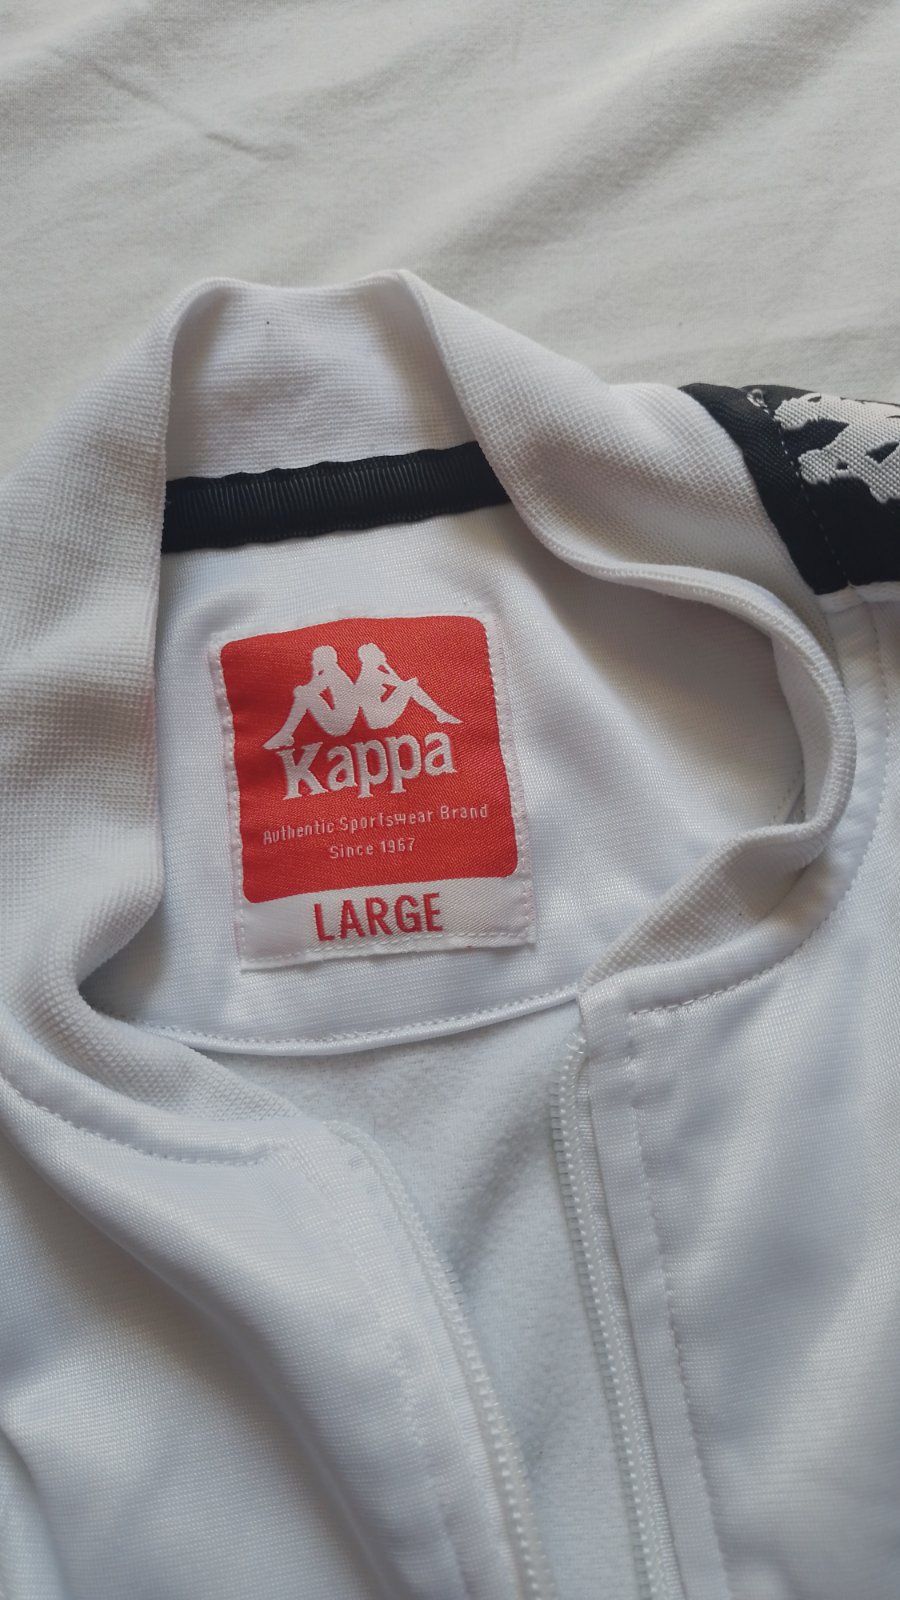 Kappa
Authentic Sportswear Brand
Since 1967
LARGE